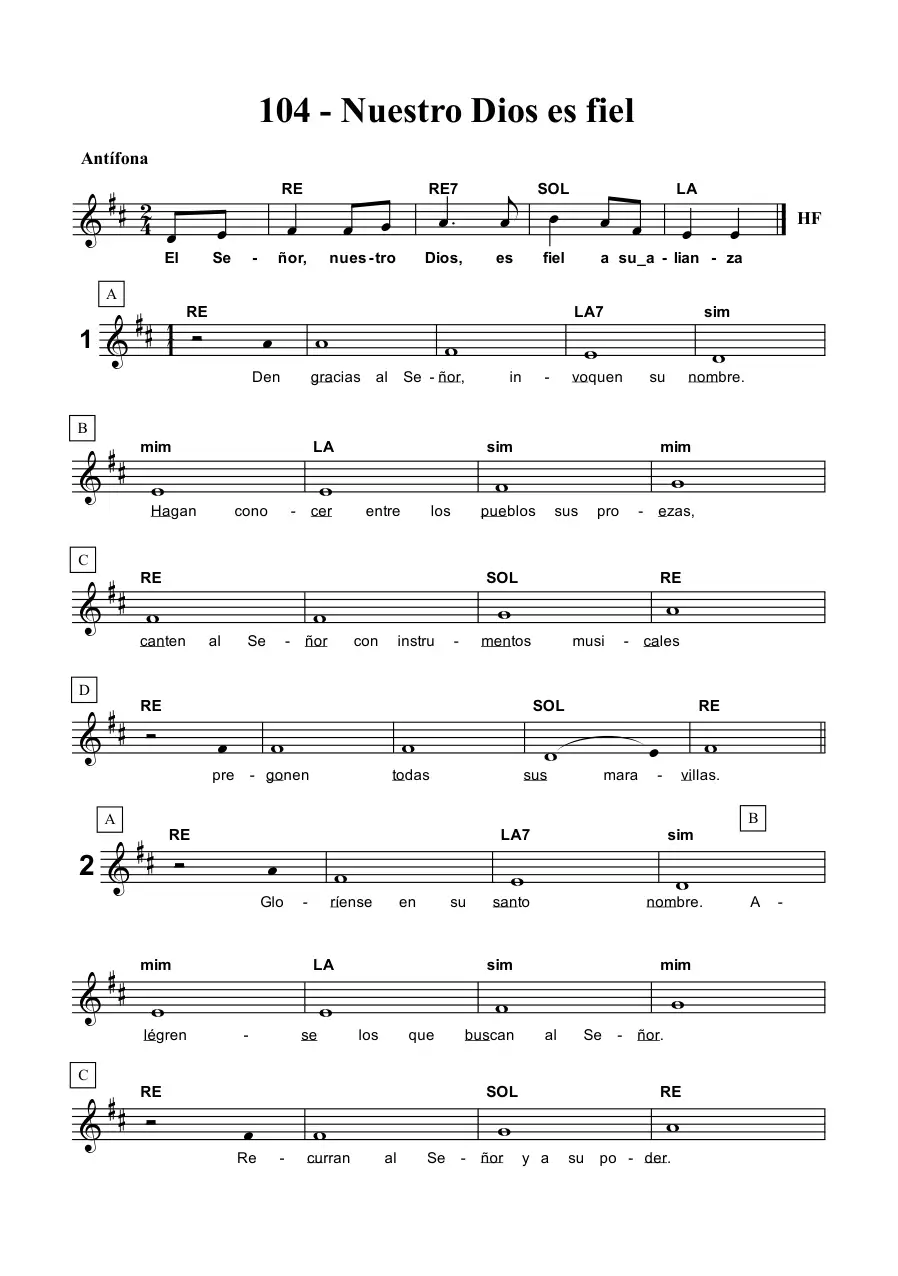 104 - Nuestro Dios es fiel
Antífona
RE RE7 SOL LA
2
4
HF
El Se - ñor, nues-tro Dios, es fiel a su_a-lian - za
A
RE LA7 sim
1
Den gracias al Se-ñor, in - voquen su nombre.
B
mim LA sim mim
Hagan cono - cer entre los pueblos sus pro - ezas,
C
RE SOL RE
canten al Se - ñor con instru - mentos musi - cales
D
RE SOL RE
pre - gonen todas sus mara - villas.
A B
RE LA7 sim
2
Glo - ríense en su santo nombre. A-
mim LA sim mim
légren - se los que buscan al Se - ñor.
C
RE SOL RE
Re - curran al Se - ñor y a su po - der.